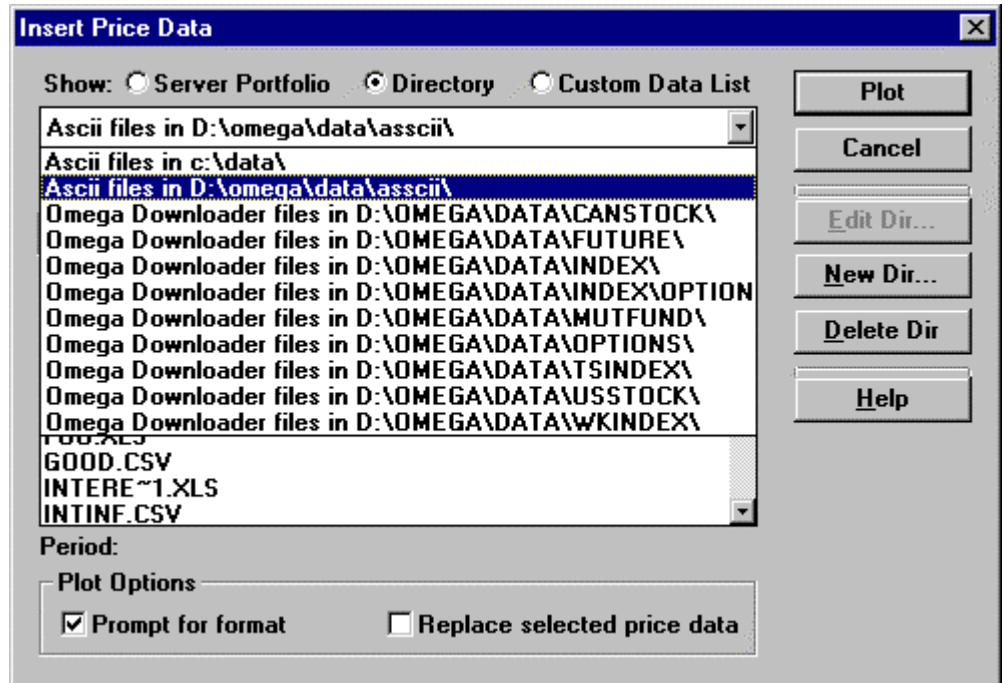 Insert Price Data
Show: Server Portfolio Directory Custom Data List
Plot
Ascii files in D:\omega\data\asscii\
Cancel
Ascii files in c:\data\
Ascii files in D:\omega\data\asscii\
Omega Downloader files in D:\OMEGA\DATA\CANSTOCK\
Edit Dir...
Omega Downloader files in D:\OMEGA\DATA\FUTURE\
Omega Downloader files in D:\OMEGA\DATA\INDEX\
New Dir...
Omega Downloader files in D:\OMEGA\DATA\INDEX\OPTION
Omega Downloader files in D:\OMEGA\DATA\MUTFUND\
Delete Dir
Omega Downloader files in D:\OMEGA\DATA\OPTIONS\
Omega Downloader files in D:\OMEGA\DATA\TSINDEX\
Omega Downloader files in D:\OMEGA\DATA\USSTOCK\
Help
Omega Downloader files in D:\OMEGA\DATA\WKINDEX\
GOOD.CSV
INTERE~1.XLS
INTINF.CSV
Period:
Plot Options
Prompt for format
Replace selected price data